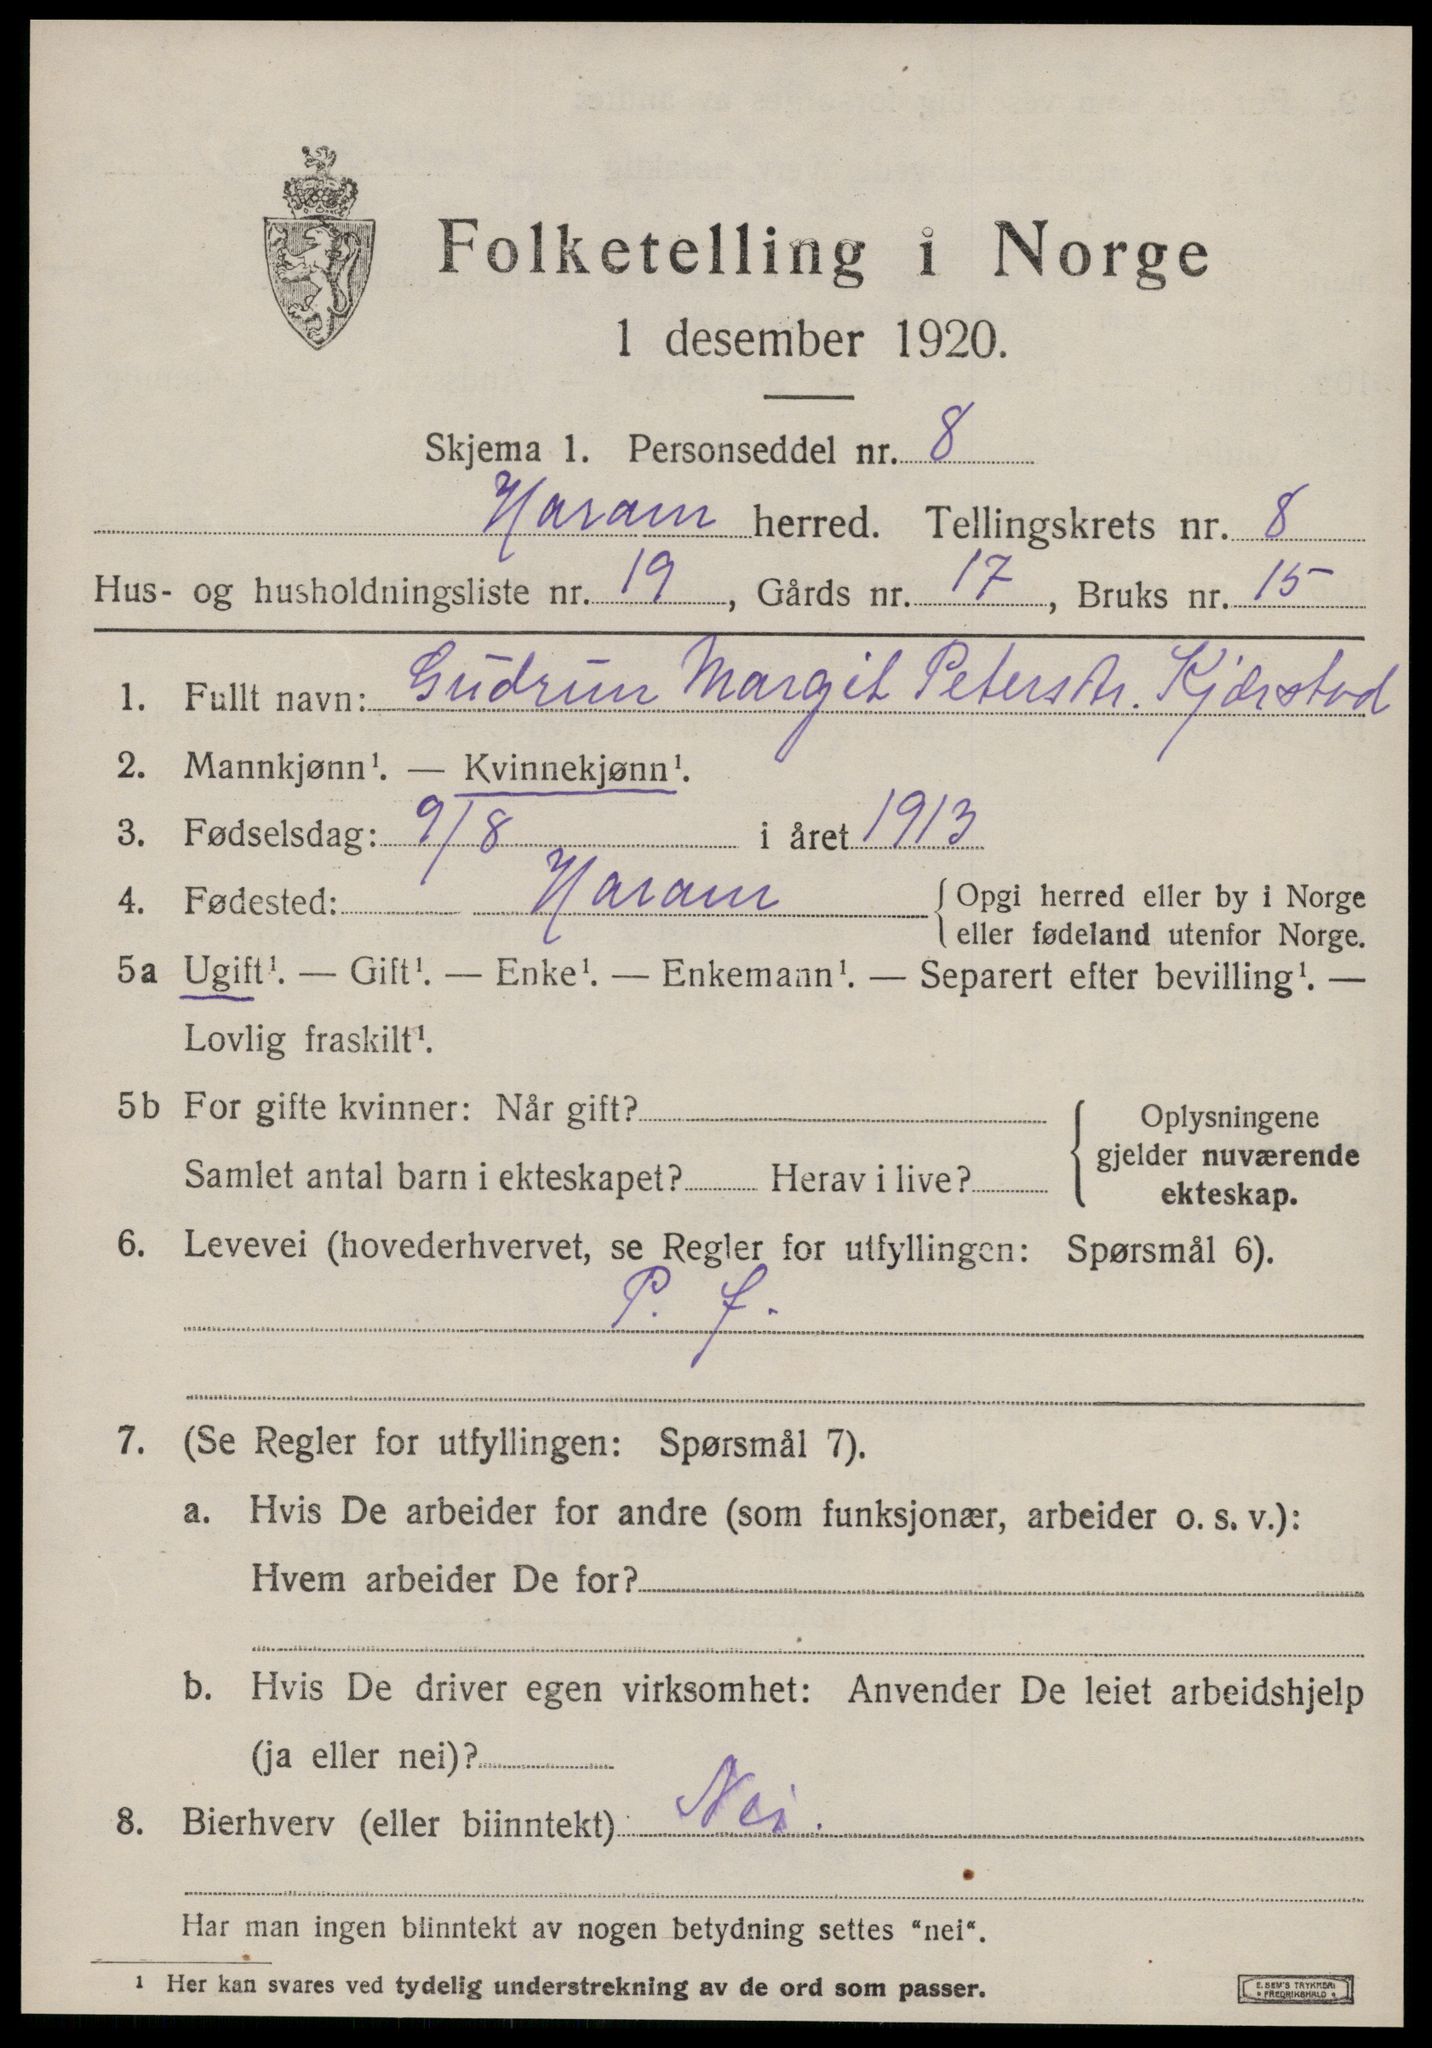 Folketelling i Norge
1 desember 1920.
Skjema 1. Personseddel nr. 8
Haram herred. Tellingskrets nr. 8
Hus- og husholdningsliste nr. 19, Gårds nr. 17, Bruks nr. 15
1. Fullt navn: Gudrun Margit Petersdtr. Kjærstad
2. Mannkjønn¹. — Kvinnekjønn¹.
3. Fødselsdag: 9/8 i året 1913
4. Fødested: Haram { Opgi herred eller by i Norge
eller fødeland utenfor Norge.
5a Ugift¹. — Gift¹. — Enke¹. — Enkemann¹. — Separert efter bevilling¹. —
Lovlig fraskilt¹.
5b For gifte kvinner: Når gift?
Samlet antal barn i ekteskapet? Herav i live?
{ Oplysningene
gjelder nuværende
ekteskap.
6. Levevei (hovederhvervet, se Regler for utfyllingen: Spørsmål 6).
P. f.
7. (Se Regler for utfyllingen: Spørsmål 7).
a. Hvis De arbeider for andre (som funksjonær, arbeider o. s. v.):
Hvem arbeider De for?
b. Hvis De driver egen virksomhet: Anvender De leiet arbeidshjelp
(ja eller nei)?
8. Bierhverv (eller biinntekt) Nei.
Har man ingen biinntekt av nogen betydning settes “nei“.
1 Her kan svares ved tydelig understrekning av de ord som passer.
E. SEM'S TRYKKERI
FREDRIKSHALD